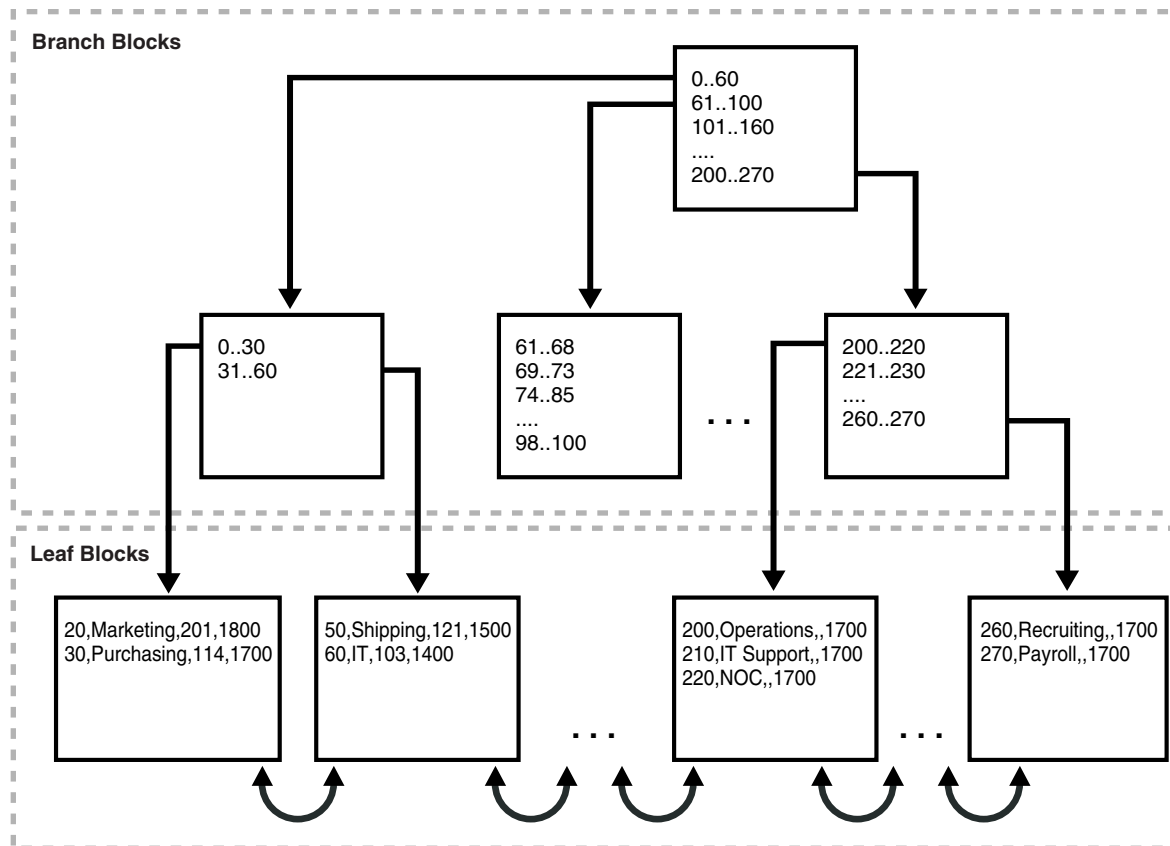 Branch Blocks
0..60
61..100
101..160
....
200..270
0..30
31..60
61..68
69..73
74..85
....
98..100
. . .
200..220
221..230
....
260..270
Leaf Blocks
20,Marketing,201,1800
30,Purchasing,114,1700
50,Shipping,121,1500
60,IT,103,1400
. . .
200,Operations,,1700
210,IT Support,,1700
220,NOC,,1700
. . .
260,Recruiting,,1700
270,Payroll,,1700